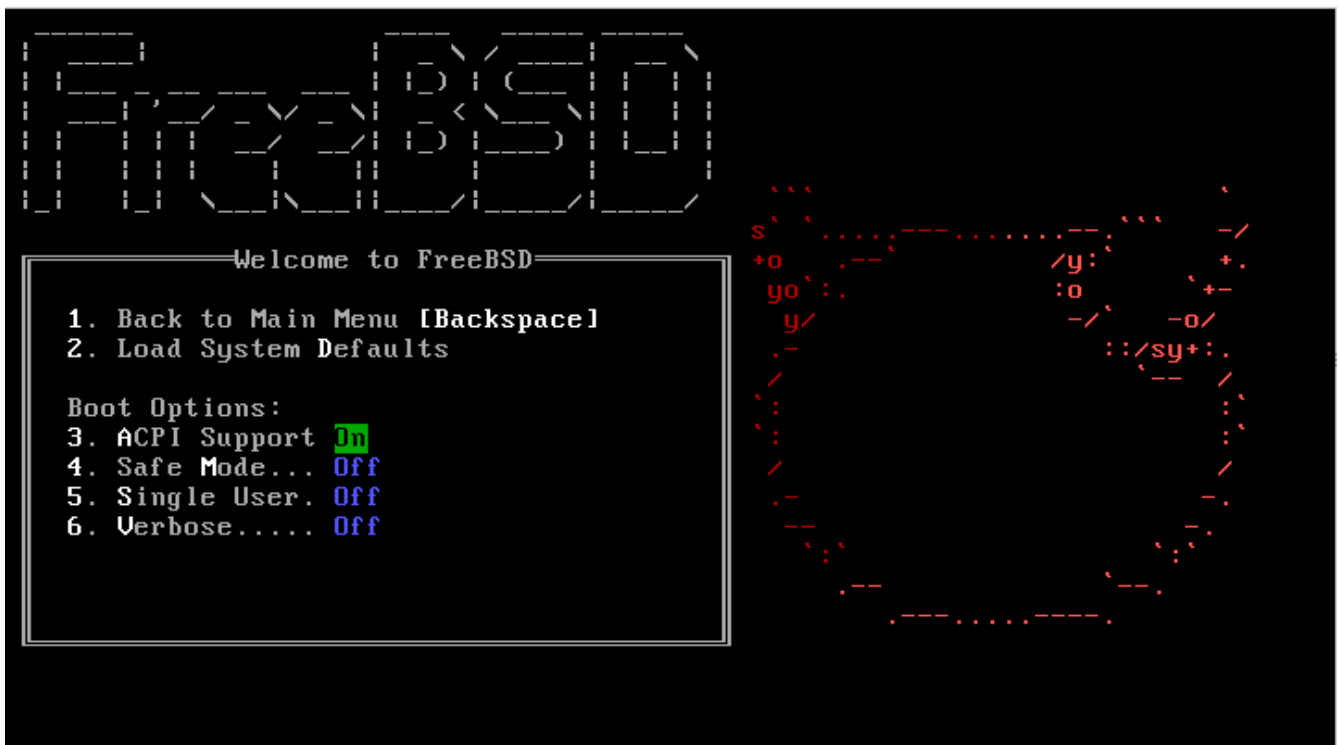 FreeBSD
Welcome to FreeBSD
1. Back to Main Menu [Backspace]
2. Load System Defaults
Boot Options:
3. ACPI Support On
4. Safe Mode... Off
5. Single User. Off
6. Verbose..... Off